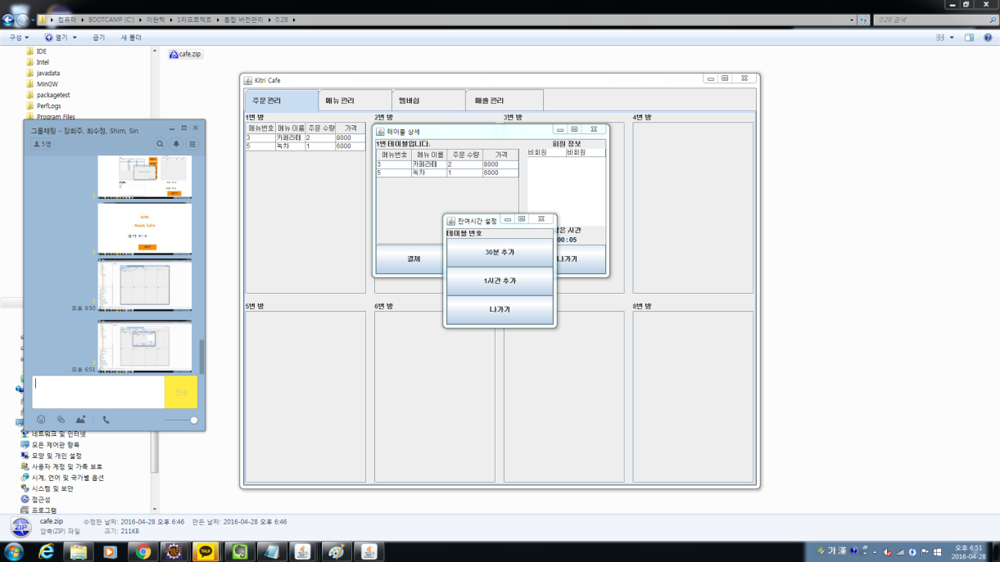 컴퓨터 ▸ BOOTCAMP (C:) ▸ 이현택 ▸ 1차프로젝트 ▸ 통합 버전관리 ▸ 0.28 ▸
0.28 검색
구성 열기 굽기 새 폴더
IDE
Intel
javadata
MinGW
packagetest
PerfLogs
Program Files
cafe.zip
그룹채팅 - 장희주, 최수정, Shim, Sin
5명
Room Cafe
오후 6:50
오후 6:51
전송
네트워크 및 인터넷
모든 제어판 항목
모양 및 개인 설정
사용자 계정 및 가족 보호
시계, 언어 및 국가별 옵션
시스템 및 보안
접근성
프로그램
Kitri Cafe
주문 관리 메뉴 관리 멤버쉽 매출 관리
1번 방 2번 방 3번 방 4번 방
메뉴번호 메뉴 이름 주문 수량 가격
3 카페라떼 2 8000
5 녹차 1 6000
테이블 상세
1번 테이블입니다.
회원 정보
메뉴번호 메뉴 이름 주문 수량 가격
비회원 비회원
3 카페라떼 2 8000
5 녹차 1 6000
은 시간
00 : 05
결제 나가기
잔여시간 설정
테이블 번호
30분 추가
1시간 추가
나가기
5번 방 6번 방 8번 방
cafe.zip 수정한 날짜: 2016-04-28 오후 6:46 만든 날짜: 2016-04-28 오후 6:46
압축(ZIP) 파일 크기: 211KB
ZIP
TALK
가 漢
오후 6:51
2016-04-28